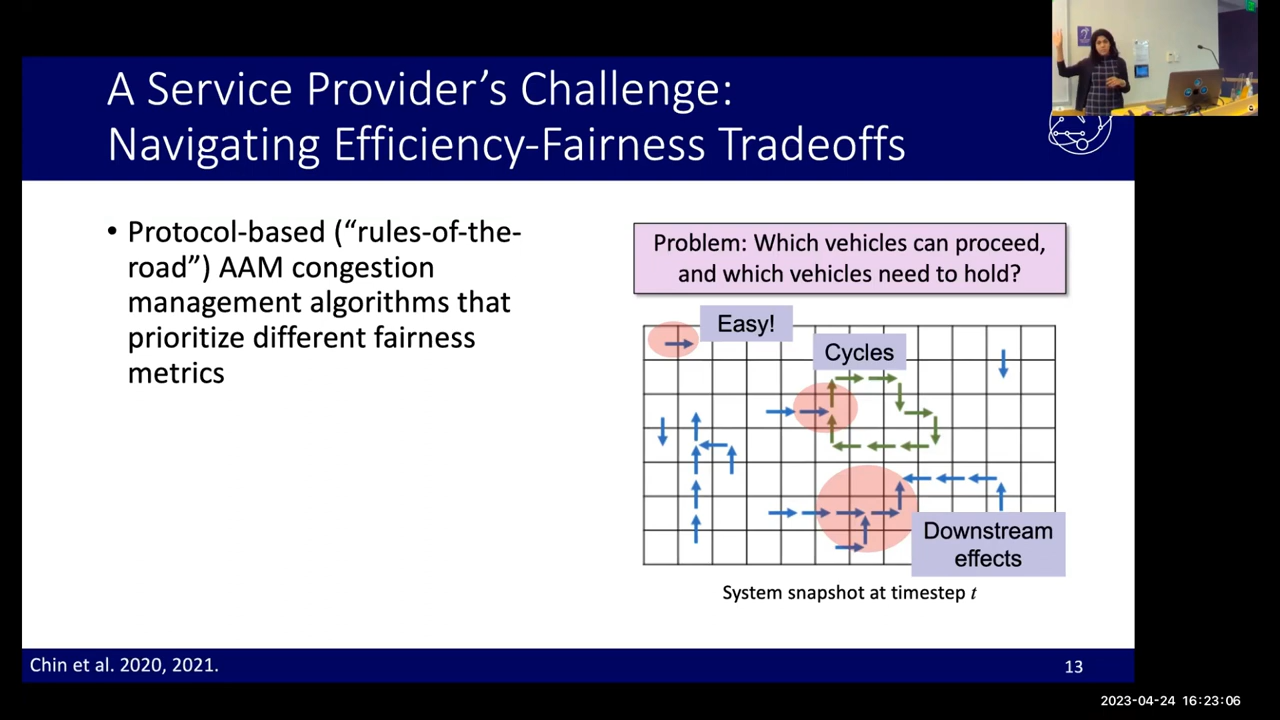 A Service Provider’s Challenge:
Navigating Efficiency-Fairness Tradeoffs
• Protocol-based (“rules-of-the-
road”) AAM congestion
management algorithms that
prioritize different fairness
metrics
Problem: Which vehicles can proceed,
and which vehicles need to hold?
Easy!
Cycles
Downstream
effects
System snapshot at timestep t
Chin et al. 2020, 2021.
13
2023-04-24 16:23:06